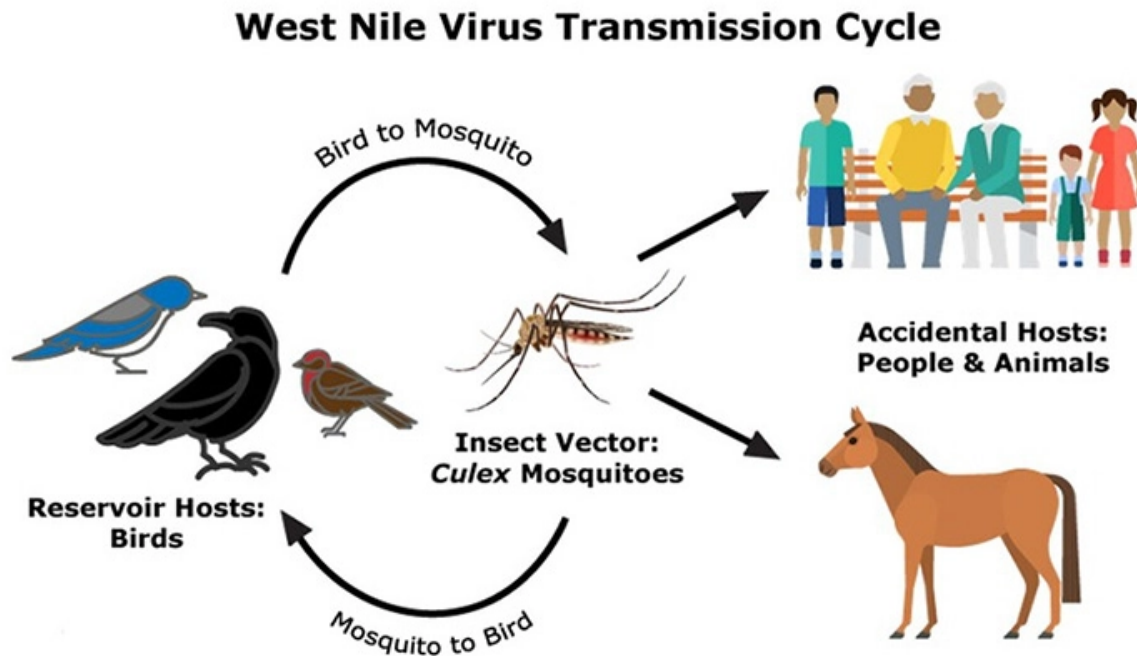 West Nile Virus Transmission Cycle
Bird to Mosquito
Accidental Hosts:
People & Animals
Insect Vector:
Culex Mosquitoes
Reservoir Hosts:
Birds
Mosquito to Bird